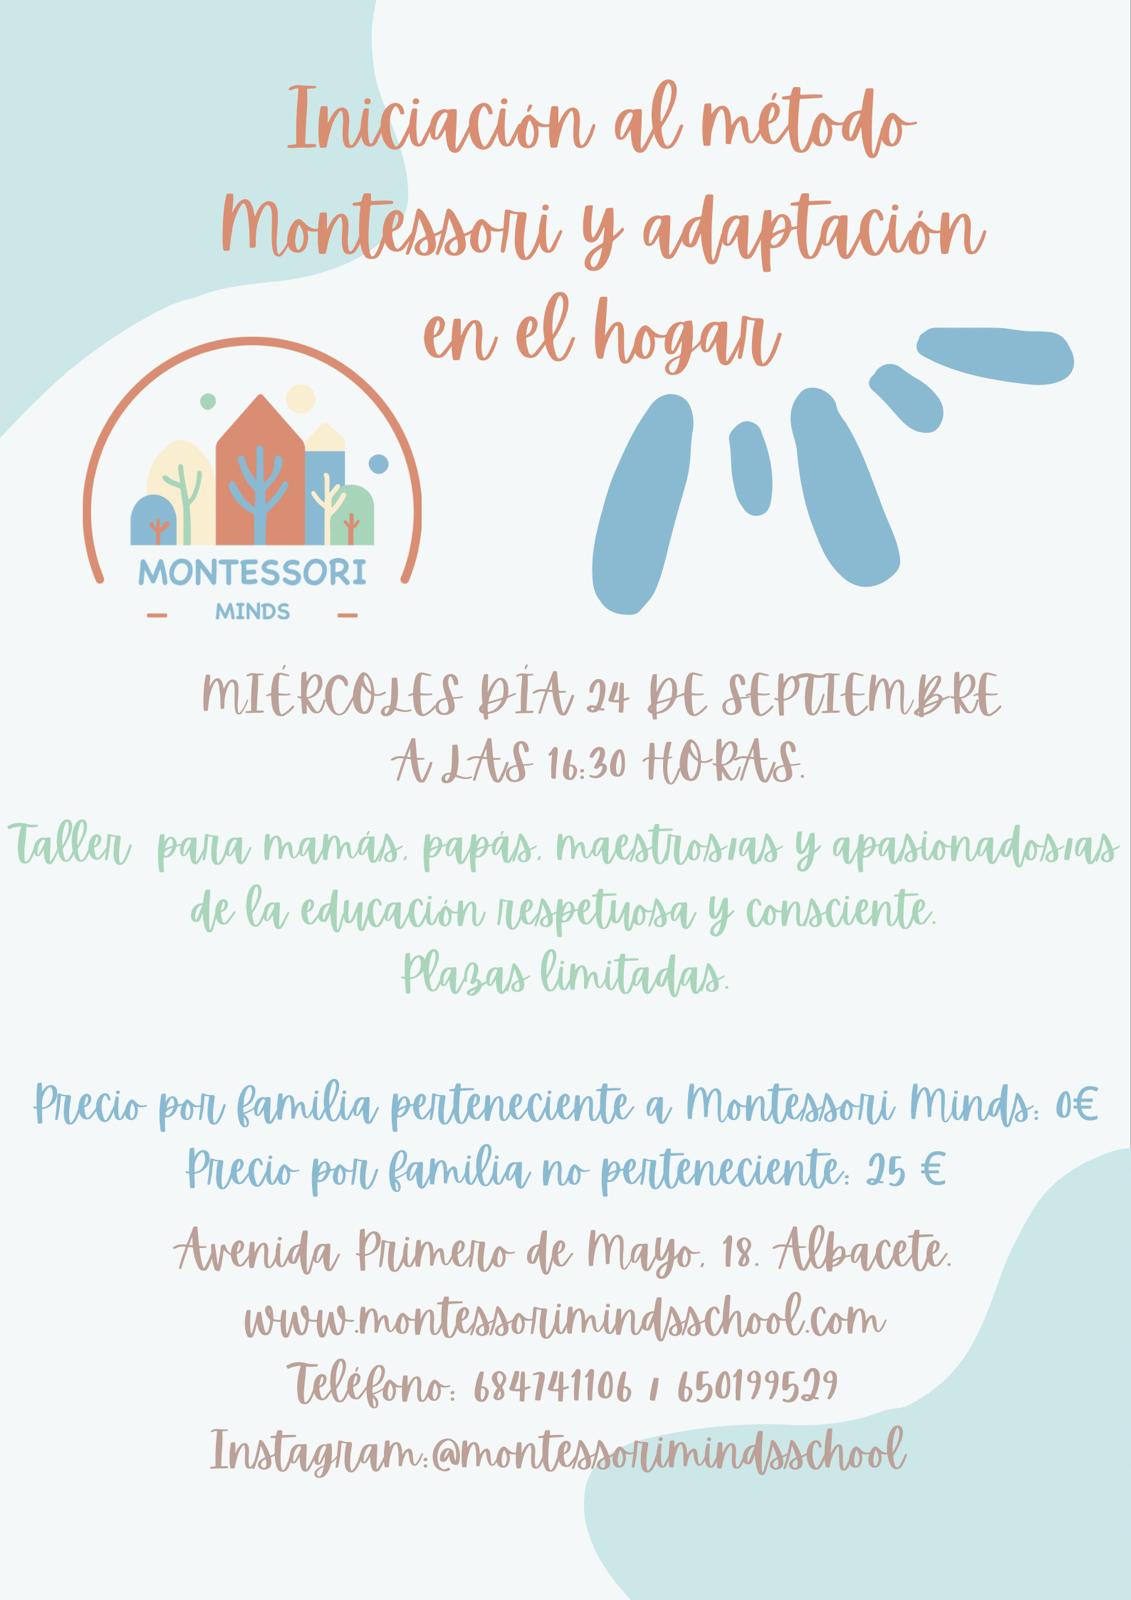 Iniciación al método
Montessori y adaptación
en el hogar
MONTESSORI
MINDS
MIÉRCOLES DÍA 24 DE SEPTIEMBRE
A LAS 16:30 HORAS.
Taller para mamás, papás, maestros/as y apasionados/as
de la educación respetuosa y consciente.
Plazas limitadas.
Precio por familia perteneciente a Montessori Minds: 0€
Precio por familia no perteneciente: 25 €
Avenida Primero de Mayo, 18. Albacete.
www.montessorimindsschool.com
Teléfono: 684741106 / 650199529
Instagram:@montessorimindsschool